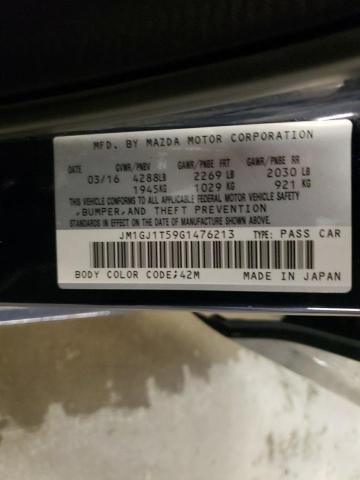 MFD. BY MAZDA MOTOR CORPORATION
DATE GVWR/PNBV GAWR/PNBE FRT GAWR/PNBE RR
03/16 4288LB 2269 LB 2030 LB
1945KG 1029 KG 921 KG
THIS VEHICLE CONFORMS TO ALL APPLICABLE FEDERAL MOTOR VEHICLE SAFETY
,BUMPER,AND THEFT PREVENTION
STANDARDS IN EFFECT ON THE DATE OF MANUFACTURE SHOWN ABOVE.
JM1GJ1T59G1476213 TYPE: PASS CAR
BODY COLOR CODE;42M MADE IN JAPAN